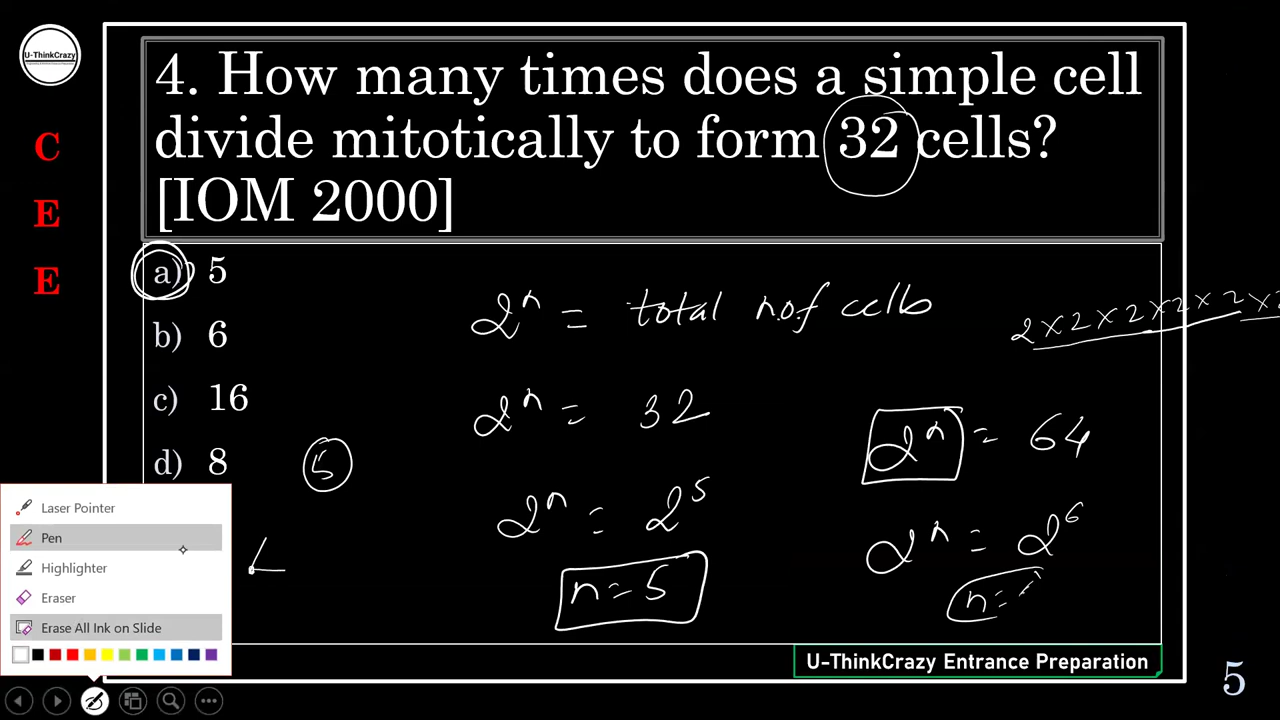 U-ThinkCrazy
C
E
E
4. How many times does a simple cell
divide mitotically to form 32 cells?
[IOM 2000]
a) 5
b) 6
c) 16
d) 8
5
2ⁿ = total n.of cells
2×2×2×2×2×
2ⁿ = 32
2ⁿ = 2⁵
n = 5
2ⁿ = 64
2ⁿ = 2⁶
n =
Laser Pointer
Pen
Highlighter
Eraser
Erase All Ink on Slide
U-ThinkCrazy Entrance Preparation
5